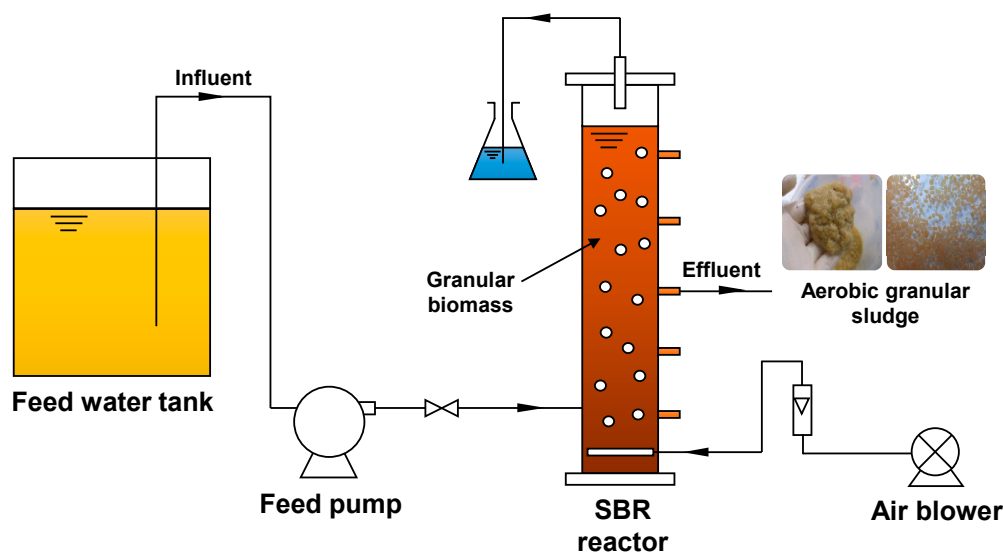 Influent
Granular
biomass
Effluent
Aerobic granular
sludge
Feed water tank
Feed pump
SBR
reactor
Air blower